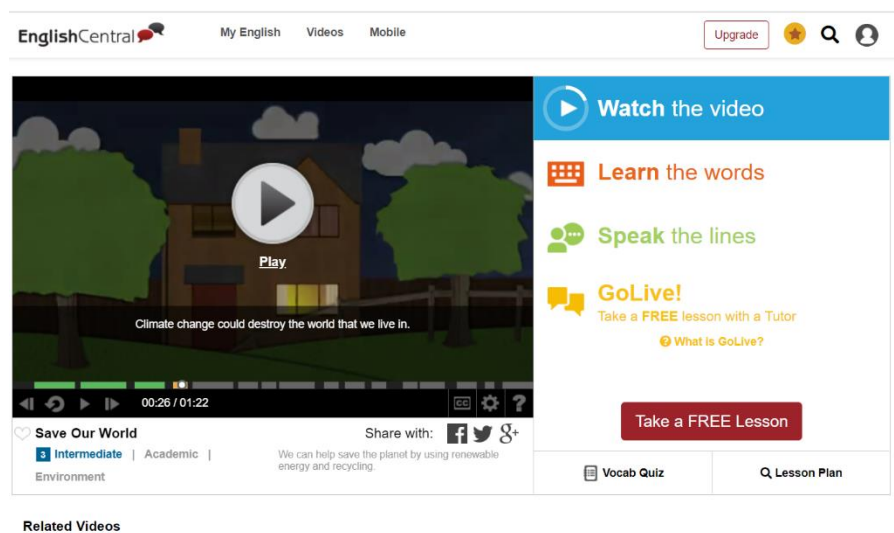 EnglishCentral
My English Videos Mobile
Upgrade
Play
Climate change could destroy the world that we live in.
00:26 / 01:22
CC
?
Save Our World
3 Intermediate | Academic |
Environment
Share with: f g+
We can help save the planet by using renewable
energy and recycling.
Watch the video
Learn the words
Speak the lines
GoLive!
Take a FREE lesson with a Tutor
? What is GoLive?
Take a FREE Lesson
Vocab Quiz
Lesson Plan
Related Videos